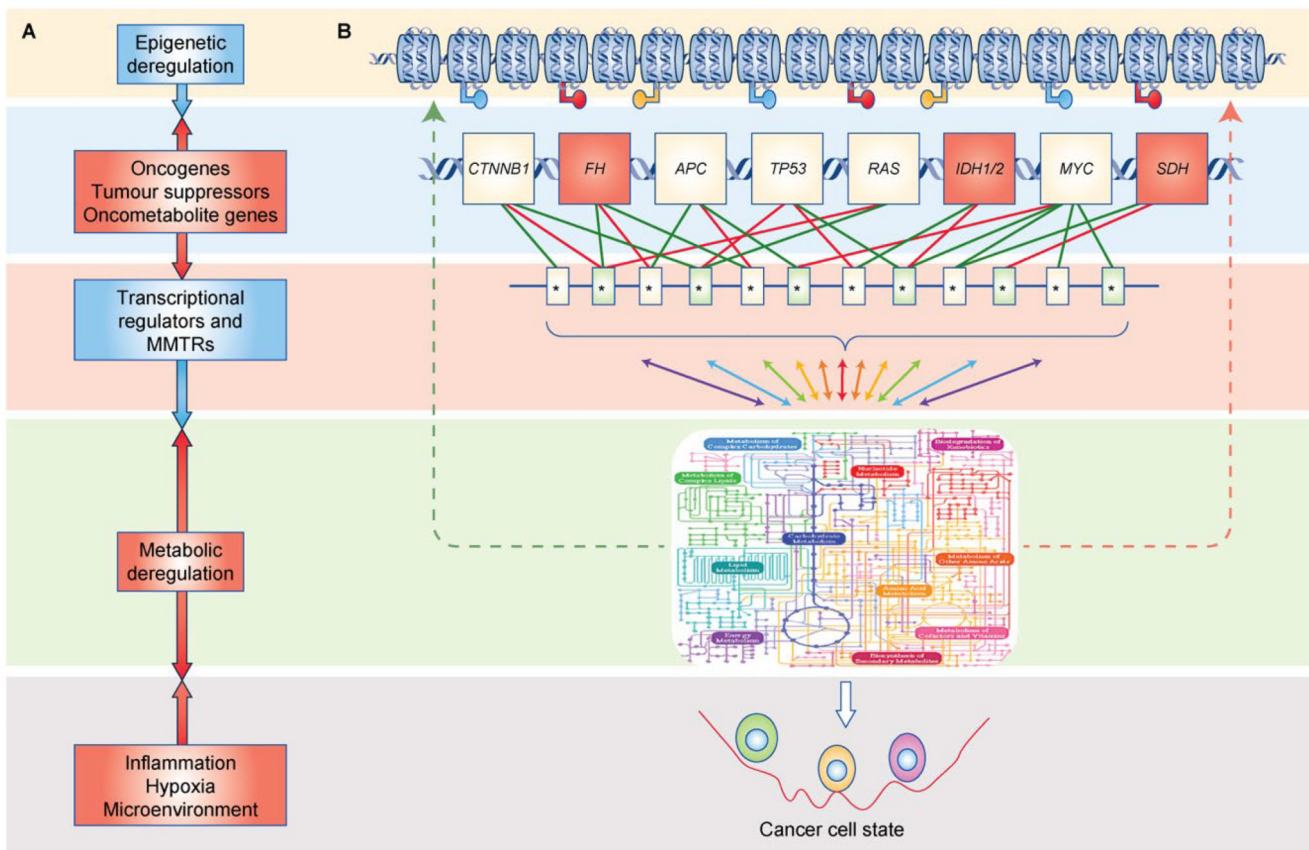 A
Epigenetic
deregulation
Oncogenes
Tumour suppressors
Oncometabolite genes
Transcriptional
regulators and
MMTRs
Metabolic
deregulation
Inflammation
Hypoxia
Microenvironment
B
CTNNB1 FH APC TP53 RAS IDH1/2 MYC SDH
* * * * * * * * * * * *
Metabolism of
Complex Carbohydrates
Biodegradation of
Xenobiotics
Nucleotide
Metabolism
Metabolism of
Complex Lipids
Carbohydrate
Metabolism
Lipid
Metabolism
Metabolism of
Other Amino Acids
Amino Acid
Metabolism
Energy
Metabolism
Metabolism of
Cofactors and Vitamins
Biosynthesis of
Secondary Metabolites
Cancer cell state